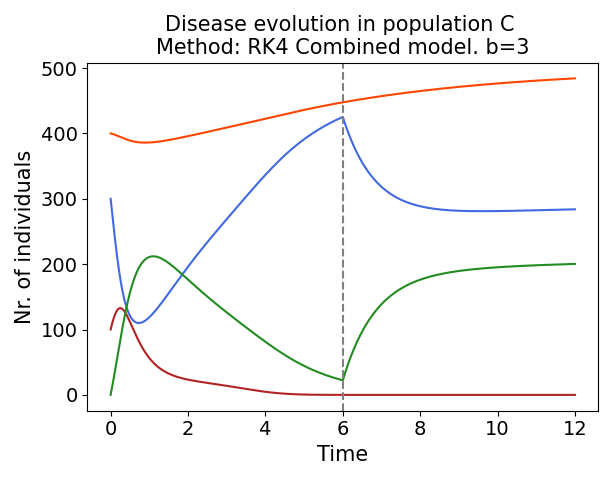 Disease evolution in population C
Method: RK4 Combined model. b=3
Nr. of individuals
500
400
300
200
100
0
0 2 4 6 8 10 12
Time